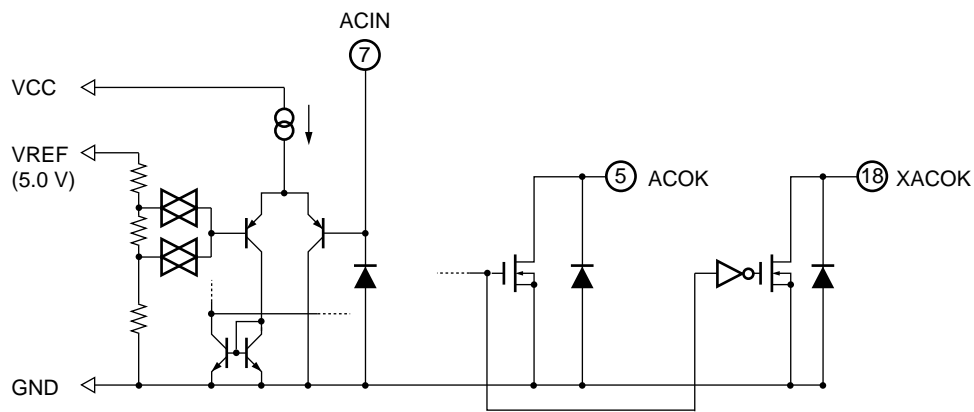 ACIN
7
VCC
VREF
(5.0 V)
5 ACOK
18 XACOK
GND